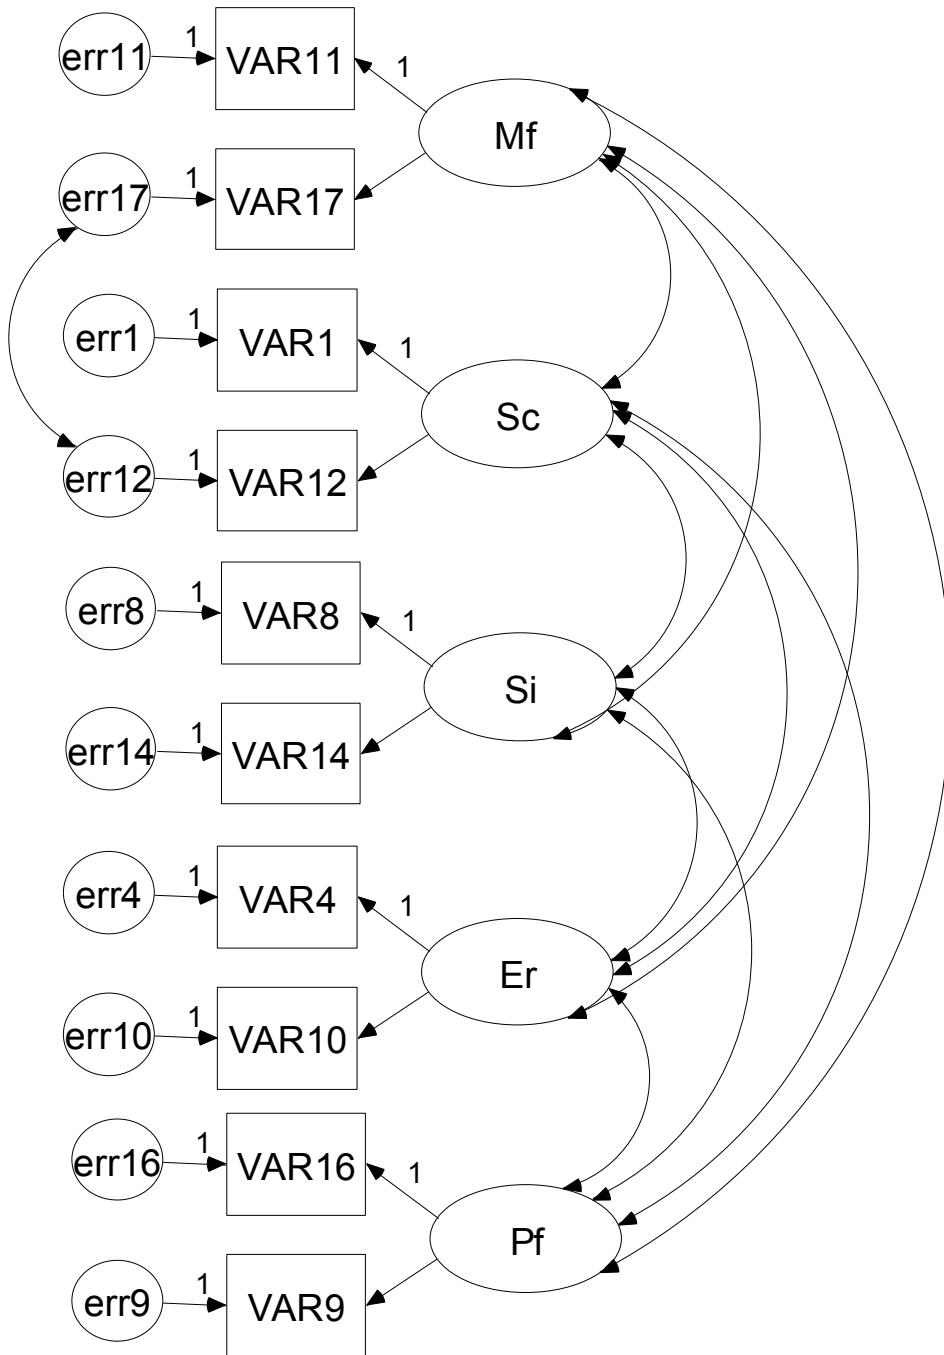 err11 1 VAR11 1
Mf
err17 1 VAR17
err1 1 VAR1 1
Sc
err12 1 VAR12
err8 1 VAR8 1
Si
err14 1 VAR14
err4 1 VAR4 1
Er
err10 1 VAR10
err16 1 VAR16 1
Pf
err9 1 VAR9